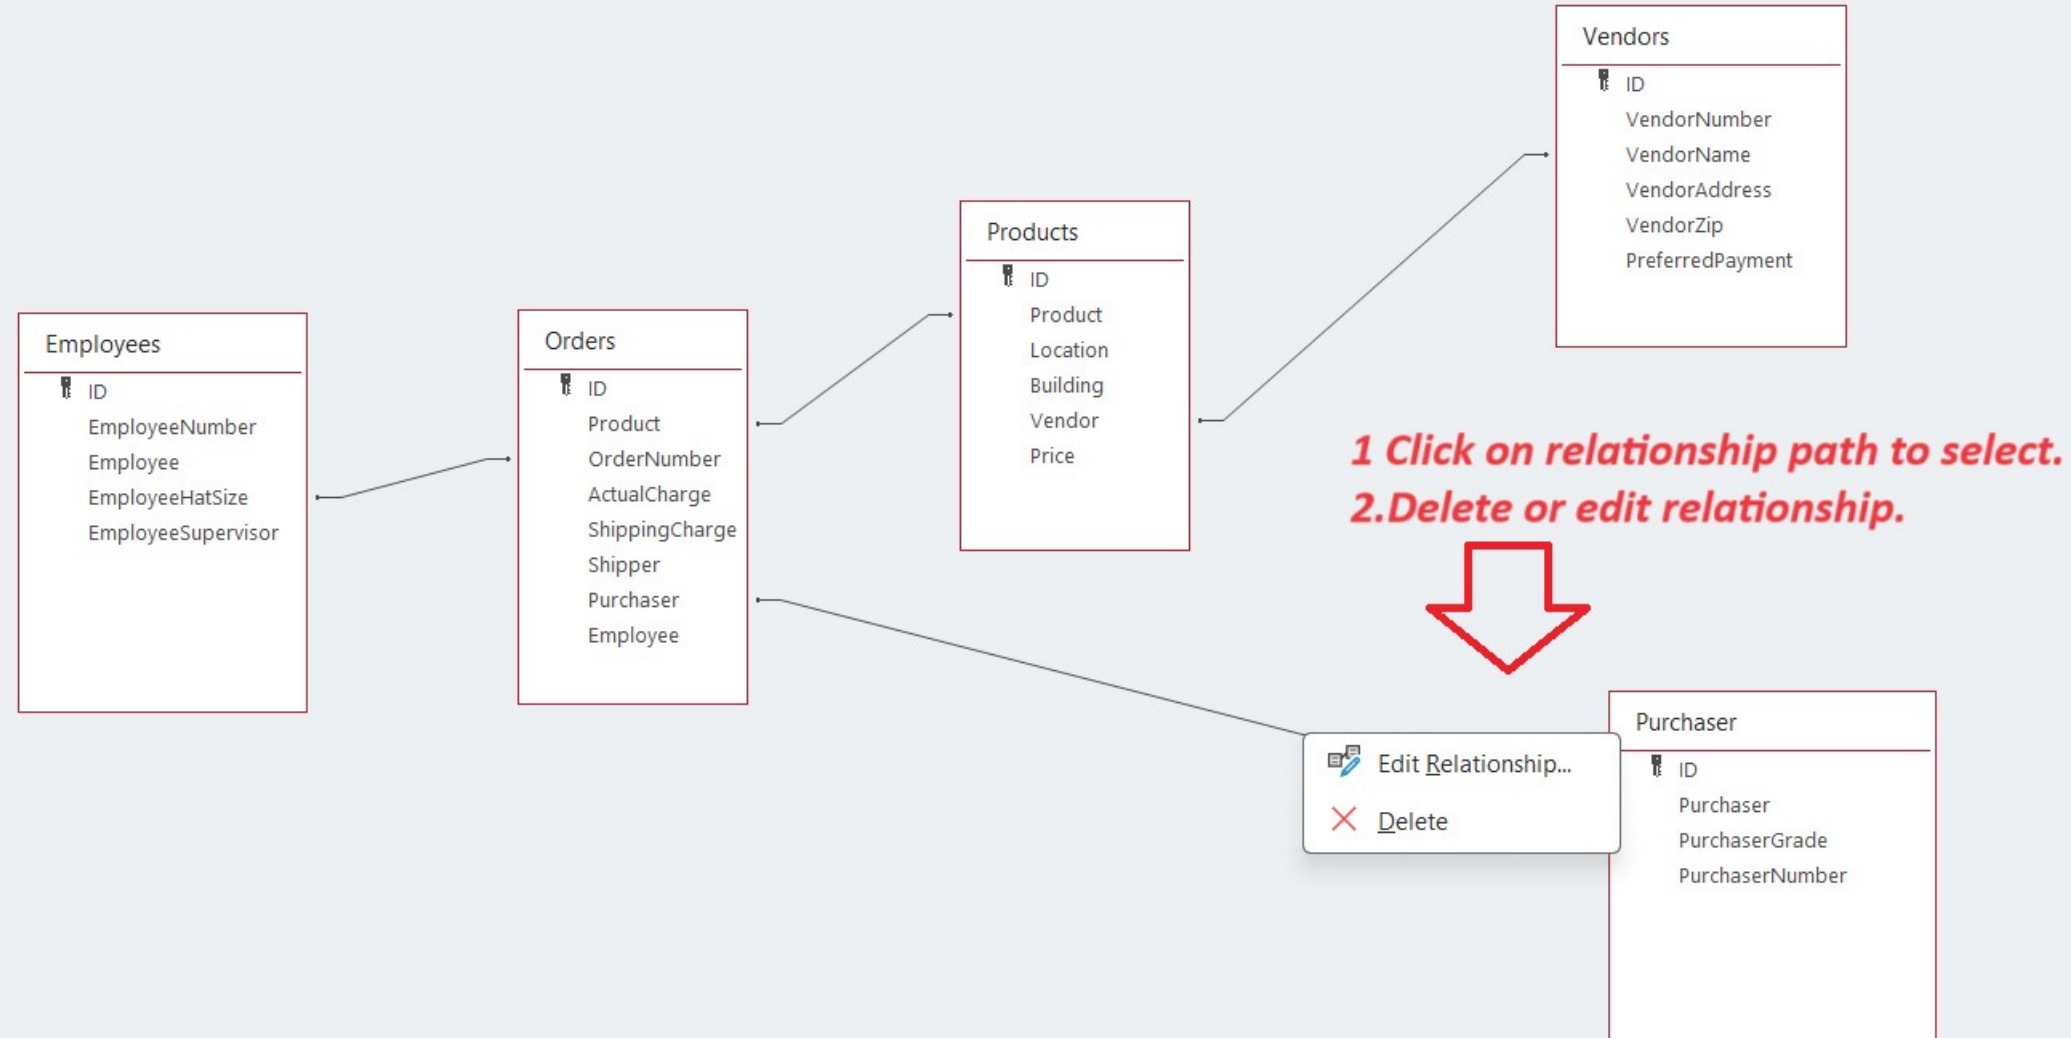 Vendors
ID
VendorNumber
VendorName
VendorAddress
VendorZip
PreferredPayment
Products
ID
Product
Location
Building
Vendor
Price
Employees
ID
EmployeeNumber
Employee
EmployeeHatSize
EmployeeSupervisor
Orders
ID
Product
OrderNumber
ActualCharge
ShippingCharge
Shipper
Purchaser
Employee
1 Click on relationship path to select.
2.Delete or edit relationship.
Edit Relationship...
Delete
Purchaser
ID
Purchaser
PurchaserGrade
PurchaserNumber